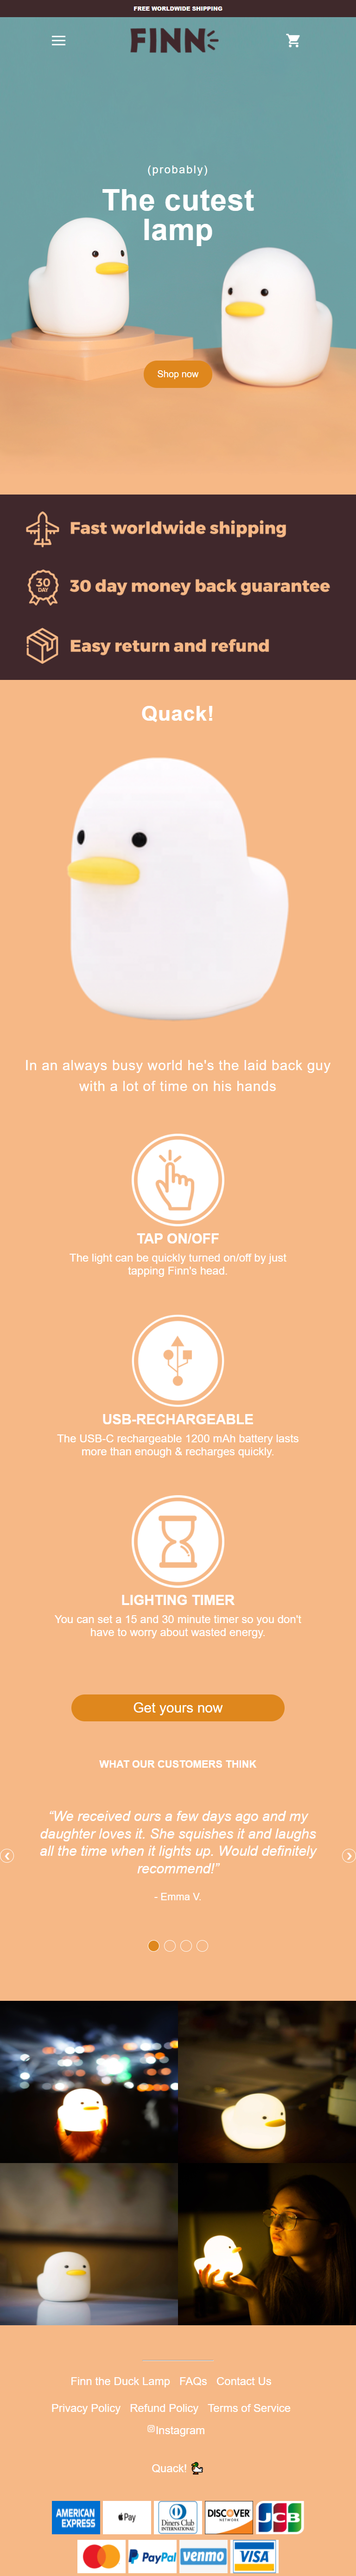 FREE WORLDWIDE SHIPPING
FINN
(probably)
The cutest
lamp
Shop now
Fast worldwide shipping
30
DAY
30 day money back guarantee
Easy return and refund
Quack!
In an always busy world he's the laid back guy
with a lot of time on his hands
TAP ON/OFF
The light can be quickly turned on/off by just
tapping Finn's head.
USB-RECHARGEABLE
The USB-C rechargeable 1200 mAh battery lasts
more than enough & recharges quickly.
LIGHTING TIMER
You can set a 15 and 30 minute timer so you don't
have to worry about wasted energy.
Get yours now
WHAT OUR CUSTOMERS THINK
“We received ours a few days ago and my
daughter loves it. She squishes it and laughs
all the time when it lights up. Would definitely
recommend!”
- Emma V.
Finn the Duck Lamp FAQs Contact Us
Privacy Policy Refund Policy Terms of Service
Instagram
Quack!
AMERICAN
EXPRESS
Pay
Diners Club
INTERNATIONAL
DISCOVER
NETWORK
JCB
PayPal
venmo
VISA